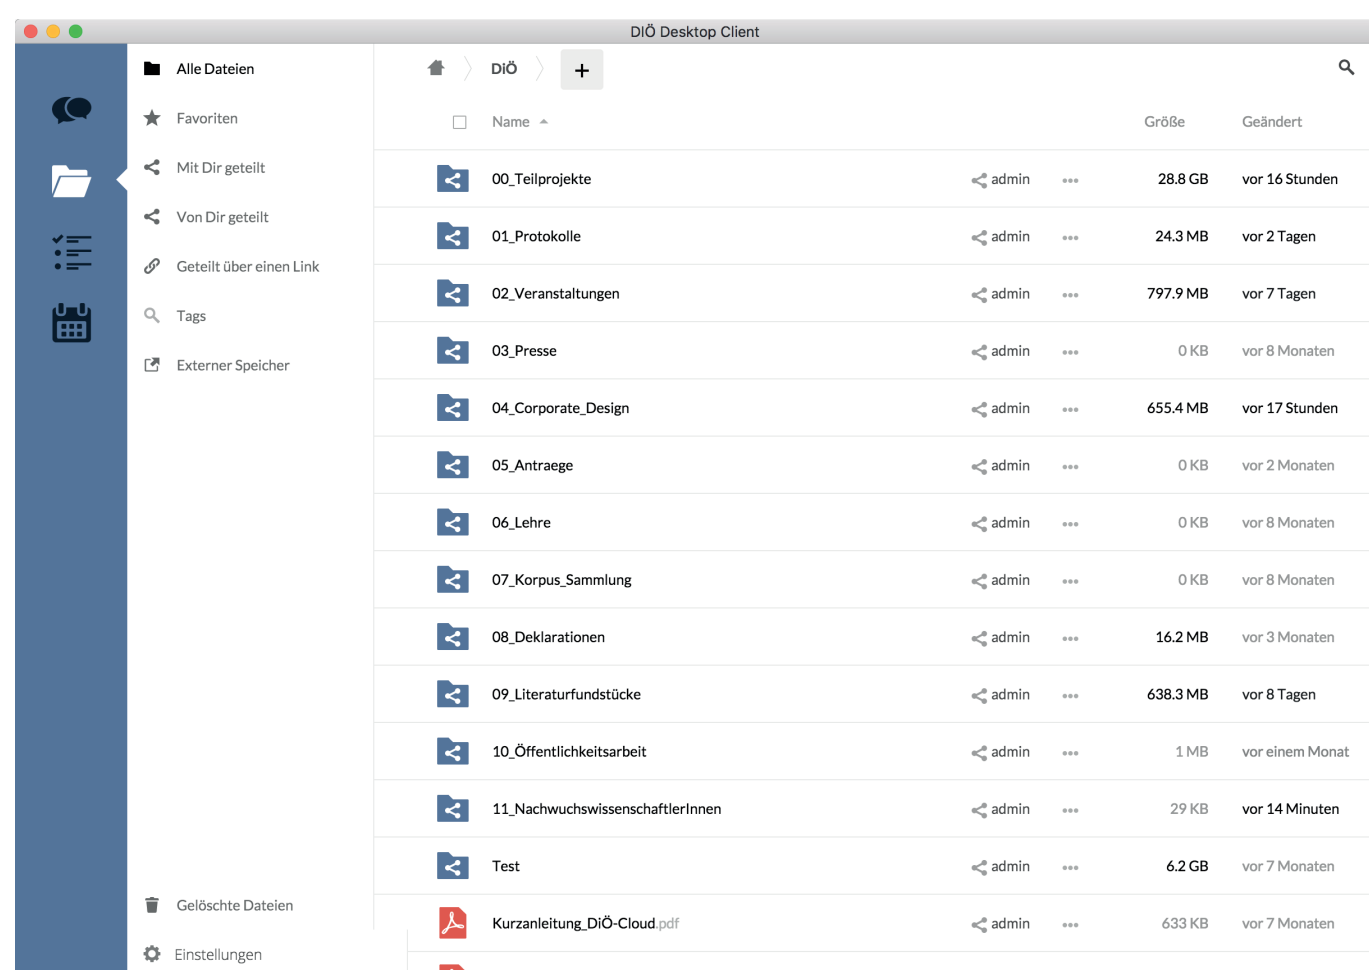 DIÖ Desktop Client
Alle Dateien
Favoriten
Mit Dir geteilt
Von Dir geteilt
Geteilt über einen Link
Tags
Externer Speicher
Gelöschte Dateien
Einstellungen
DiÖ +
Name Größe Geändert
00_Teilprojekte admin 28.8 GB vor 16 Stunden
01_Protokolle admin 24.3 MB vor 2 Tagen
02_Veranstaltungen admin 797.9 MB vor 7 Tagen
03_Presse admin 0 KB vor 8 Monaten
04_Corporate_Design admin 655.4 MB vor 17 Stunden
05_Antraege admin 0 KB vor 2 Monaten
06_Lehre admin 0 KB vor 8 Monaten
07_Korpus_Sammlung admin 0 KB vor 8 Monaten
08_Deklarationen admin 16.2 MB vor 3 Monaten
09_Literaturfundstücke admin 638.3 MB vor 8 Tagen
10_Öffentlichkeitsarbeit admin 1 MB vor einem Monat
11_NachwuchswissenschaftlerInnen admin 29 KB vor 14 Minuten
Test admin 6.2 GB vor 7 Monaten
Kurzanleitung_DiÖ-Cloud.pdf admin 633 KB vor 7 Monaten